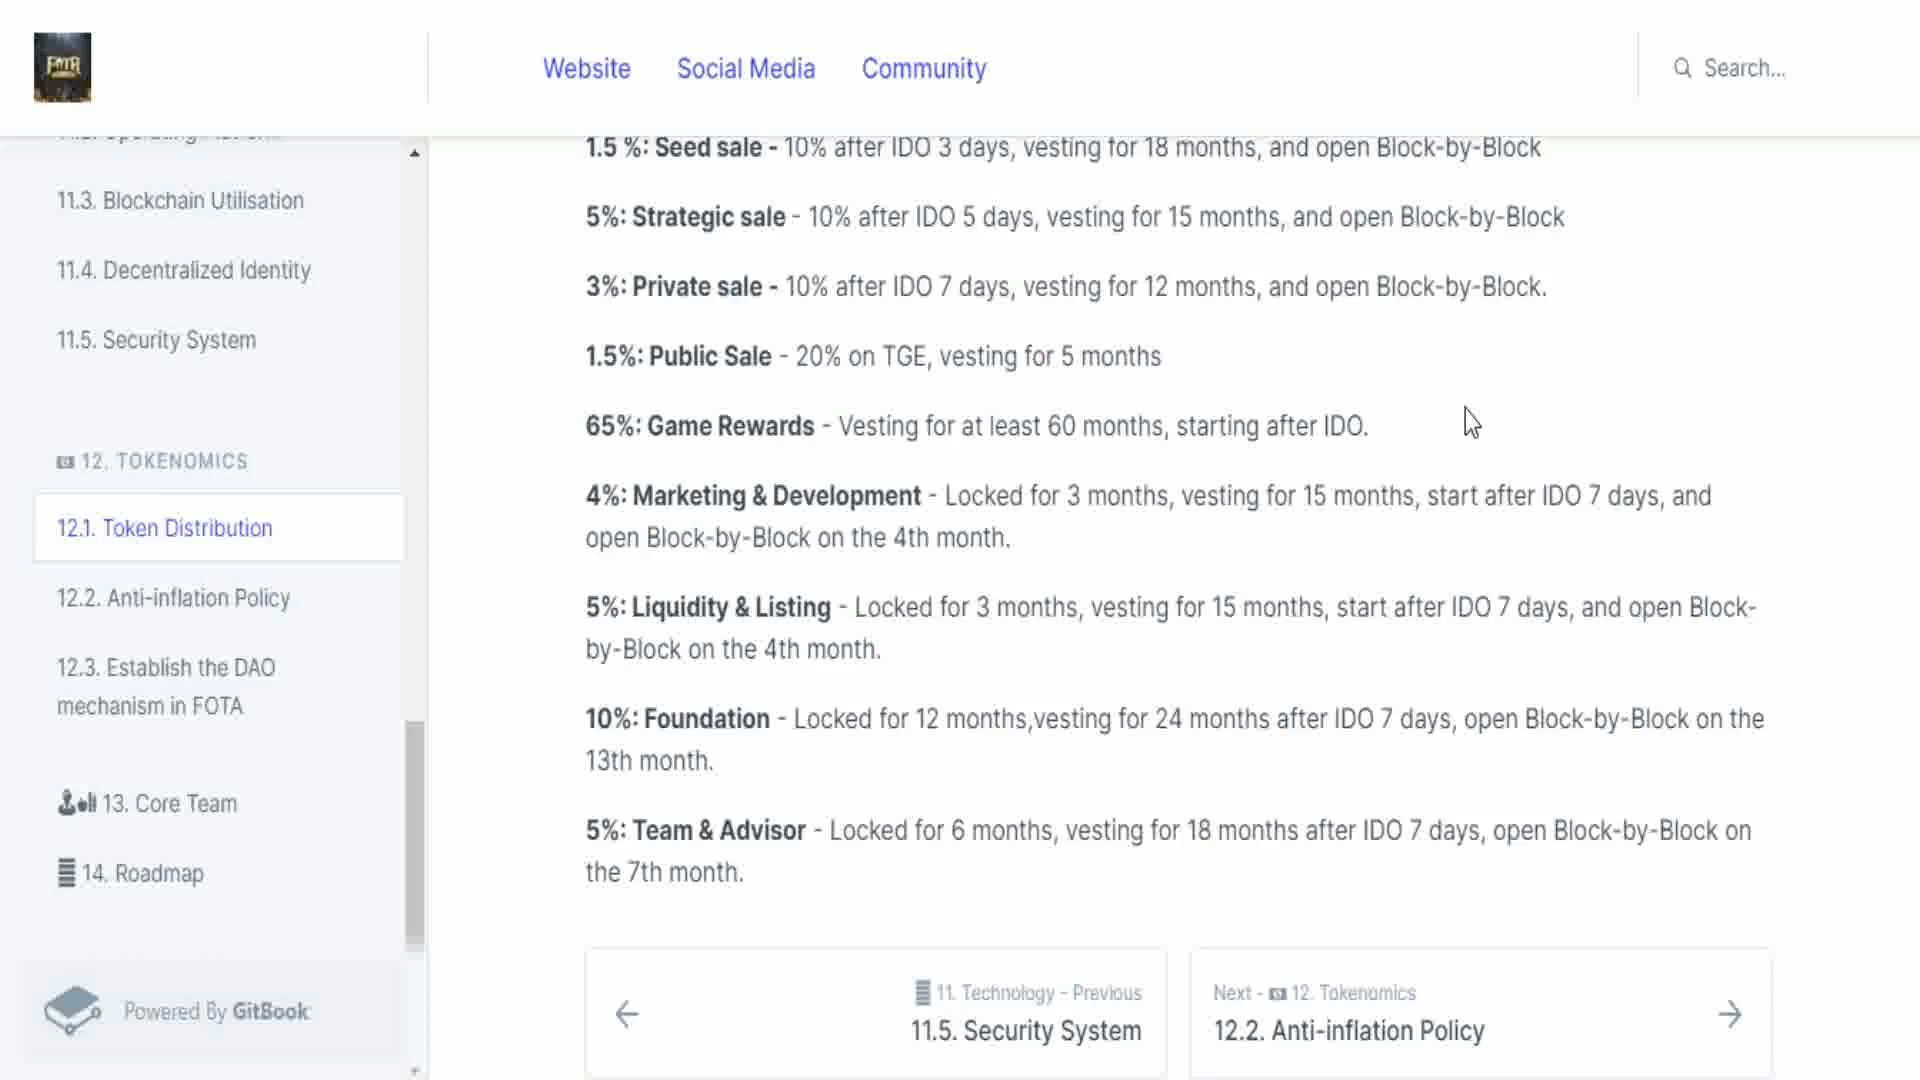 FOTA
Website Social Media Community
Search...
11.3. Blockchain Utilisation
11.4. Decentralized Identity
11.5. Security System
12. TOKENOMICS
12.1. Token Distribution
12.2. Anti-inflation Policy
12.3. Establish the DAO
mechanism in FOTA
13. Core Team
14. Roadmap
Powered By GitBook
1.5 %: Seed sale - 10% after IDO 3 days, vesting for 18 months, and open Block-by-Block
5%: Strategic sale - 10% after IDO 5 days, vesting for 15 months, and open Block-by-Block
3%: Private sale - 10% after IDO 7 days, vesting for 12 months, and open Block-by-Block.
1.5%: Public Sale - 20% on TGE, vesting for 5 months
65%: Game Rewards - Vesting for at least 60 months, starting after IDO.
4%: Marketing & Development - Locked for 3 months, vesting for 15 months, start after IDO 7 days, and
open Block-by-Block on the 4th month.
5%: Liquidity & Listing - Locked for 3 months, vesting for 15 months, start after IDO 7 days, and open Block-
by-Block on the 4th month.
10%: Foundation - Locked for 12 months,vesting for 24 months after IDO 7 days, open Block-by-Block on the
13th month.
5%: Team & Advisor - Locked for 6 months, vesting for 18 months after IDO 7 days, open Block-by-Block on
the 7th month.
11. Technology - Previous
11.5. Security System
Next - 12. Tokenomics
12.2. Anti-inflation Policy